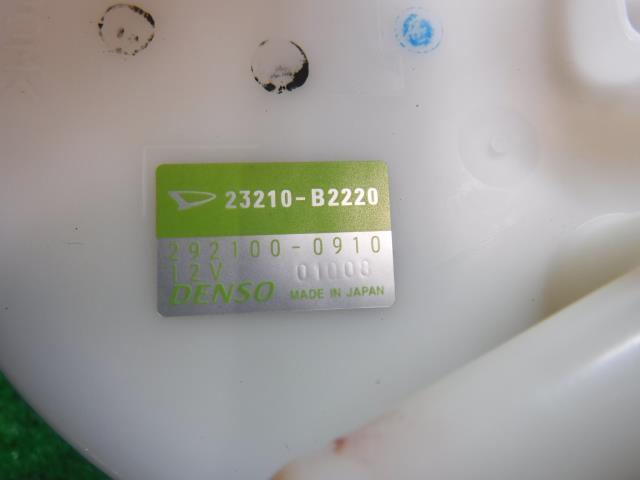 23210-B2220
292100-0910
12V 01000
DENSO MADE IN JAPAN